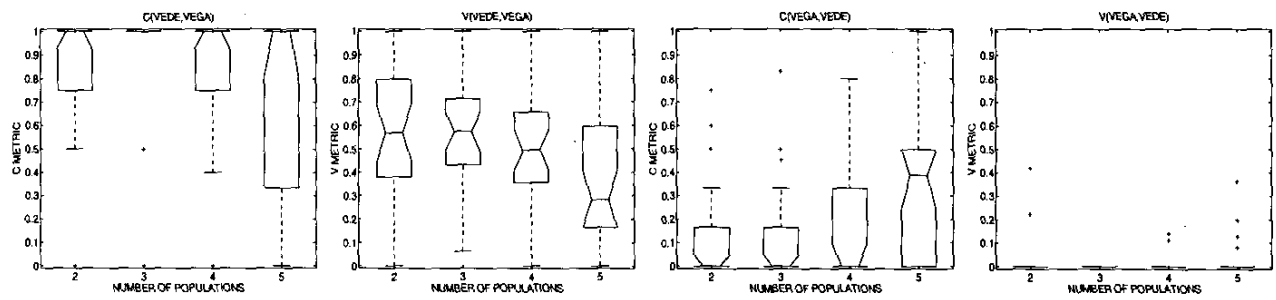 C(VEDE,VEGA)
C METRIC
1
0.9
0.8
0.7
0.6
0.5
0.4
0.3
0.2
0.1
0
2 3 4 5
NUMBER OF POPULATIONS
V(VEDE,VEGA)
V METRIC
1
0.9
0.8
0.7
0.6
0.5
0.4
0.3
0.2
0.1
0
2 3 4 5
NUMBER OF POPULATIONS
C(VEGA,VEDE)
C METRIC
1
0.9
0.8
0.7
0.6
0.5
0.4
0.3
0.2
0.1
0
2 3 4 5
NUMBER OF POPULATIONS
V(VEGA,VEDE)
V METRIC
1
0.9
0.8
0.7
0.6
0.5
0.4
0.3
0.2
0.1
0
2 3 4 5
NUMBER OF POPULATIONS